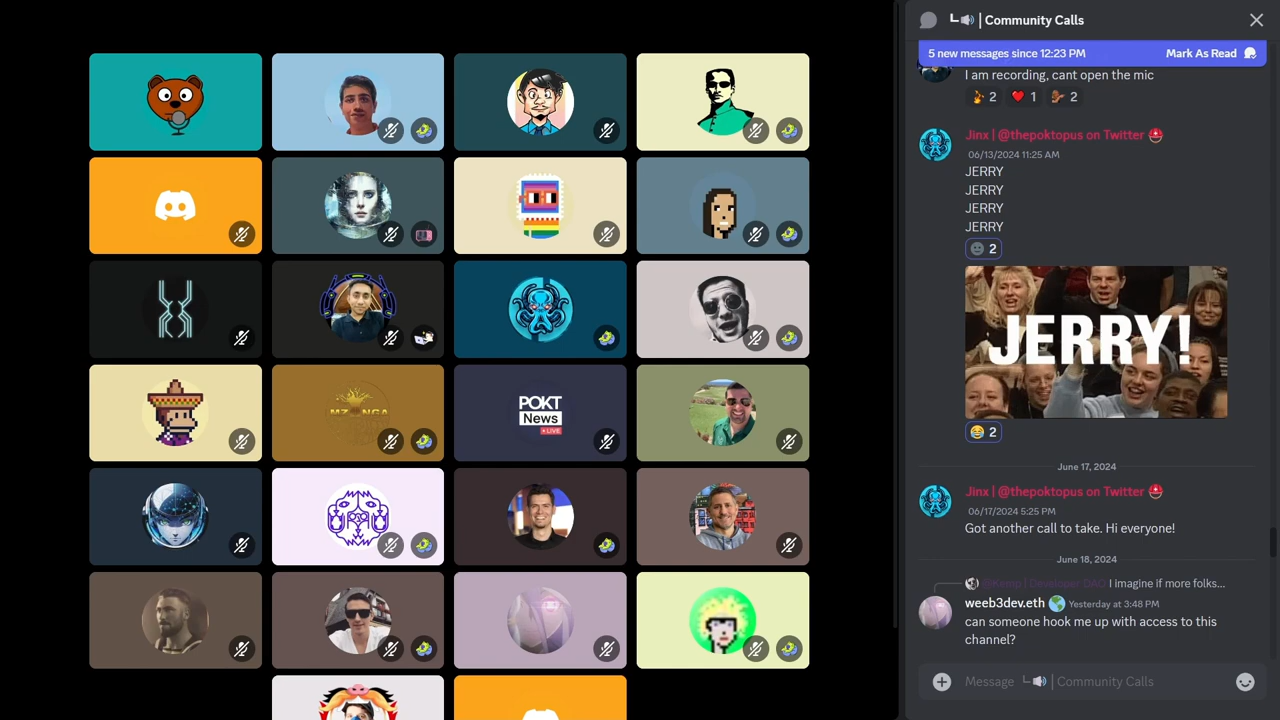 ┗🔊 | Community Calls
5 new messages since 12:23 PM
Mark As Read
I am recording, cant open the mic
2
1
2
Jinx | @thepoktopus on Twitter
06/13/2024 11:25 AM
JERRY
JERRY
JERRY
JERRY
2
JERRY!
2
June 17, 2024
Jinx | @thepoktopus on Twitter
06/17/2024 5:25 PM
Got another call to take. Hi everyone!
June 18, 2024
@Kemp | Developer DAO I imagine if more folks...
weeb3dev.eth Yesterday at 3:48 PM
can someone hook me up with access to this
channel?
Message ┗🔊 | Community Calls
POKT
News
LIVE